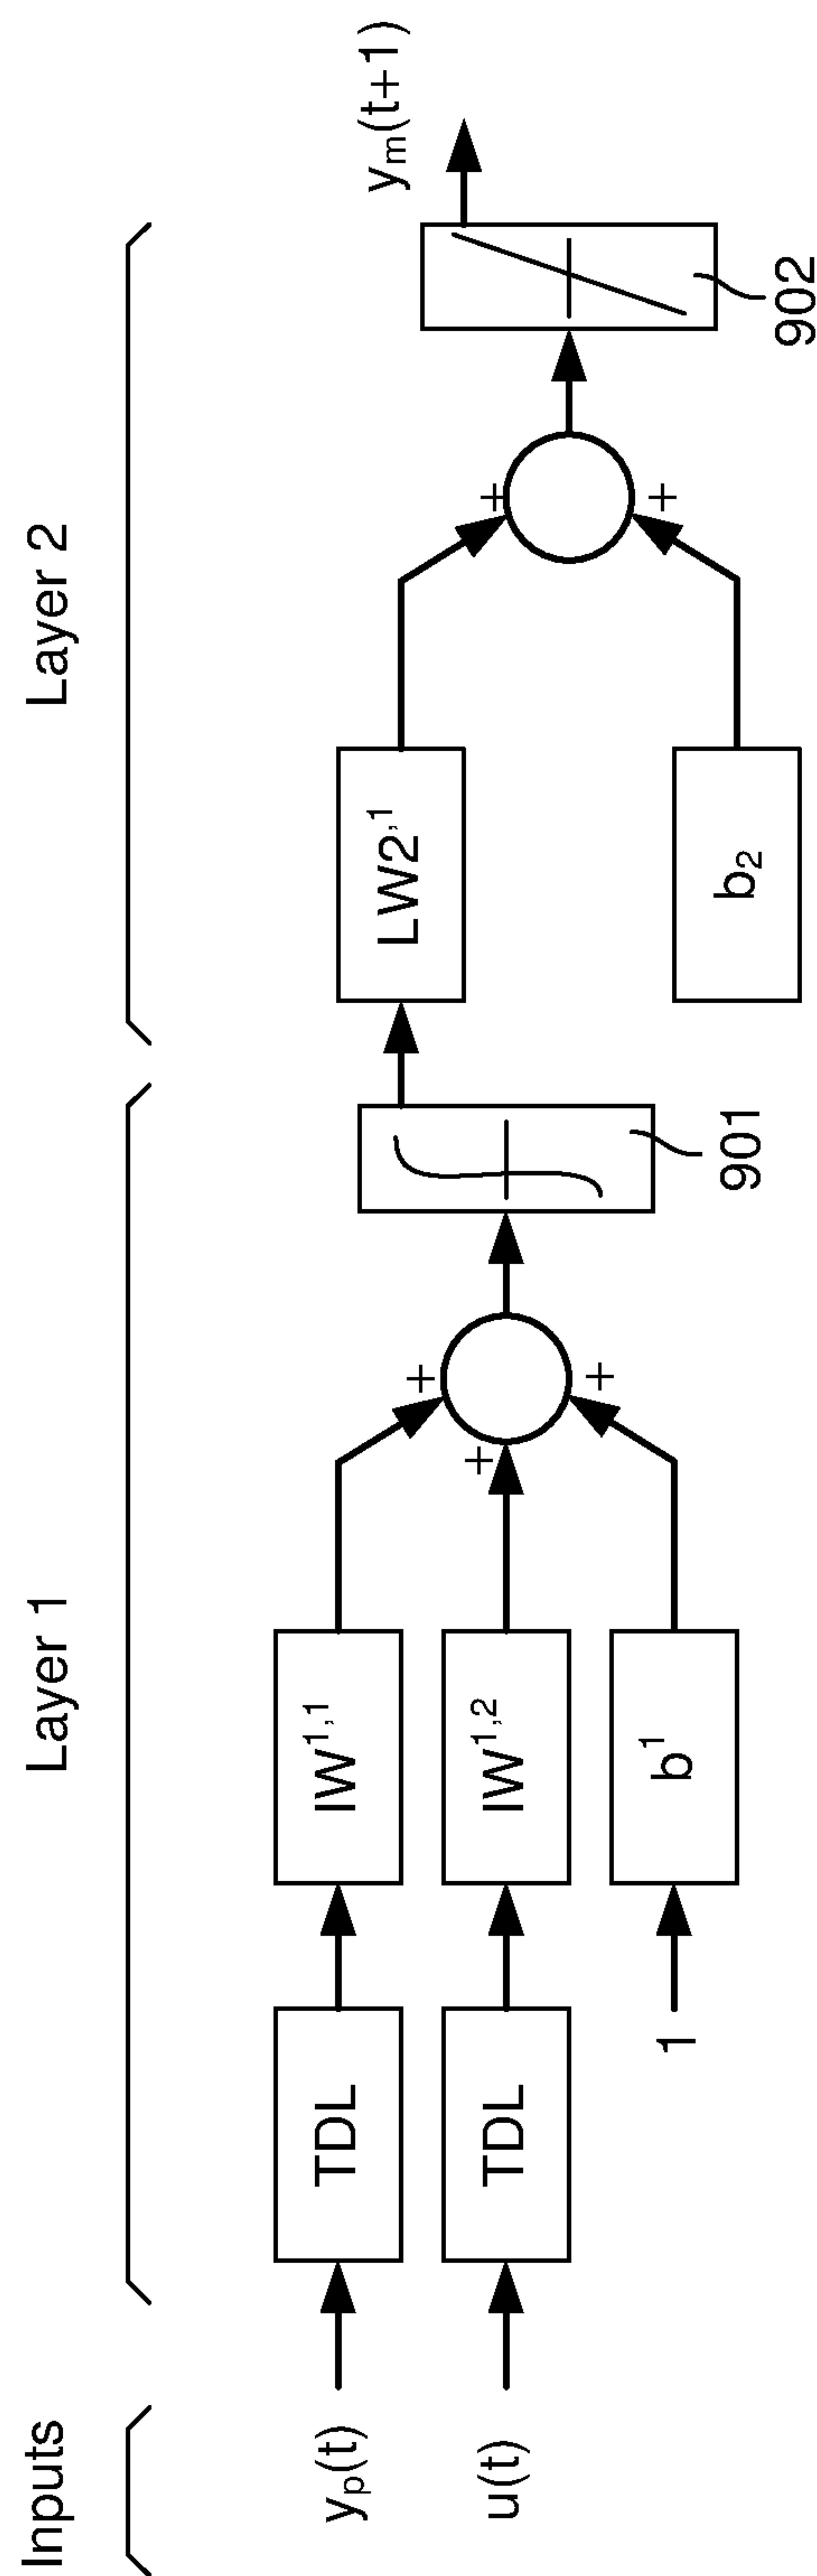 Inputs
Layer 1
Layer 2
yₚ(t)
TDL
IW¹,¹
LW2,¹
yₘ(t+1)
u(t)
TDL
IW¹,²
1
b¹
b₂
+
+
+
+
+
901
902